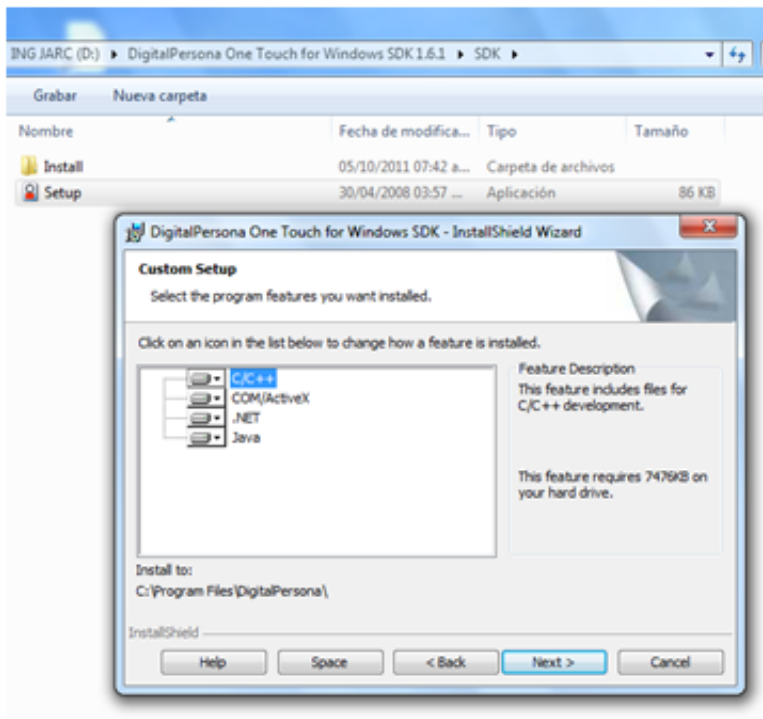 ING JARC (D:) ▸ DigitalPersona One Touch for Windows SDK 1.6.1 ▸ SDK ▸
Grabar Nueva carpeta
Nombre Fecha de modifica... Tipo Tamaño
Install 05/10/2011 07:42 a... Carpeta de archivos
Setup 30/04/2008 03:57 ... Aplicación 86 KB
DigitalPersona One Touch for Windows SDK - InstallShield Wizard
Custom Setup
Select the program features you want installed.
Click on an icon in the list below to change how a feature is installed.
C/C++
COM/ActiveX
.NET
Java
Feature Description
This feature includes files for
C/C++ development.
This feature requires 7476KB on
your hard drive.
Install to:
C:\Program Files\DigitalPersona\
InstallShield
Help Space < Back Next > Cancel